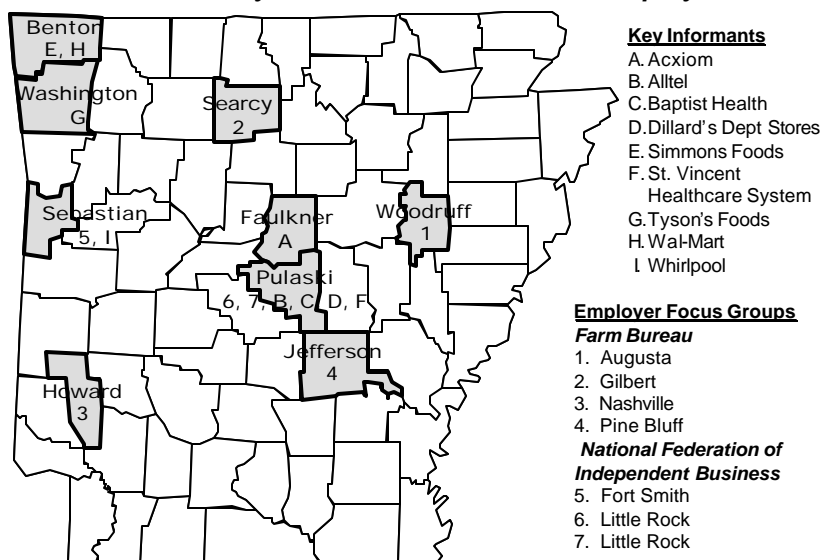 Benton
E, H
Washington
G
Searcy
2
Sebastian
5, I
Faulkner
A
Woodruff
1
Pulaski
6, 7, B, C, D, F
Jefferson
4
Howard
3
Key Informants
A. Acxiom
B. Alltel
C. Baptist Health
D. Dillard's Dept Stores
E. Simmons Foods
F. St. Vincent
Healthcare System
G. Tyson's Foods
H. Wal-Mart
I. Whirlpool
Employer Focus Groups
Farm Bureau
1. Augusta
2. Gilbert
3. Nashville
4. Pine Bluff
National Federation of
Independent Business
5. Fort Smith
6. Little Rock
7. Little Rock